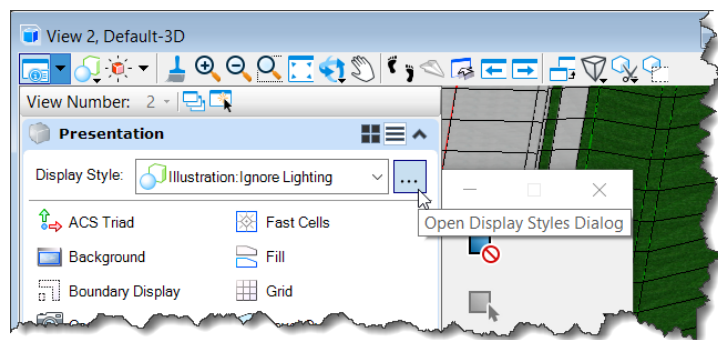 View 2, Default-3D
View Number: 2
Presentation
Display Style: Illustration:Ignore Lighting ...
Open Display Styles Dialog
ACS Triad Fast Cells
Background Fill
Boundary Display Grid